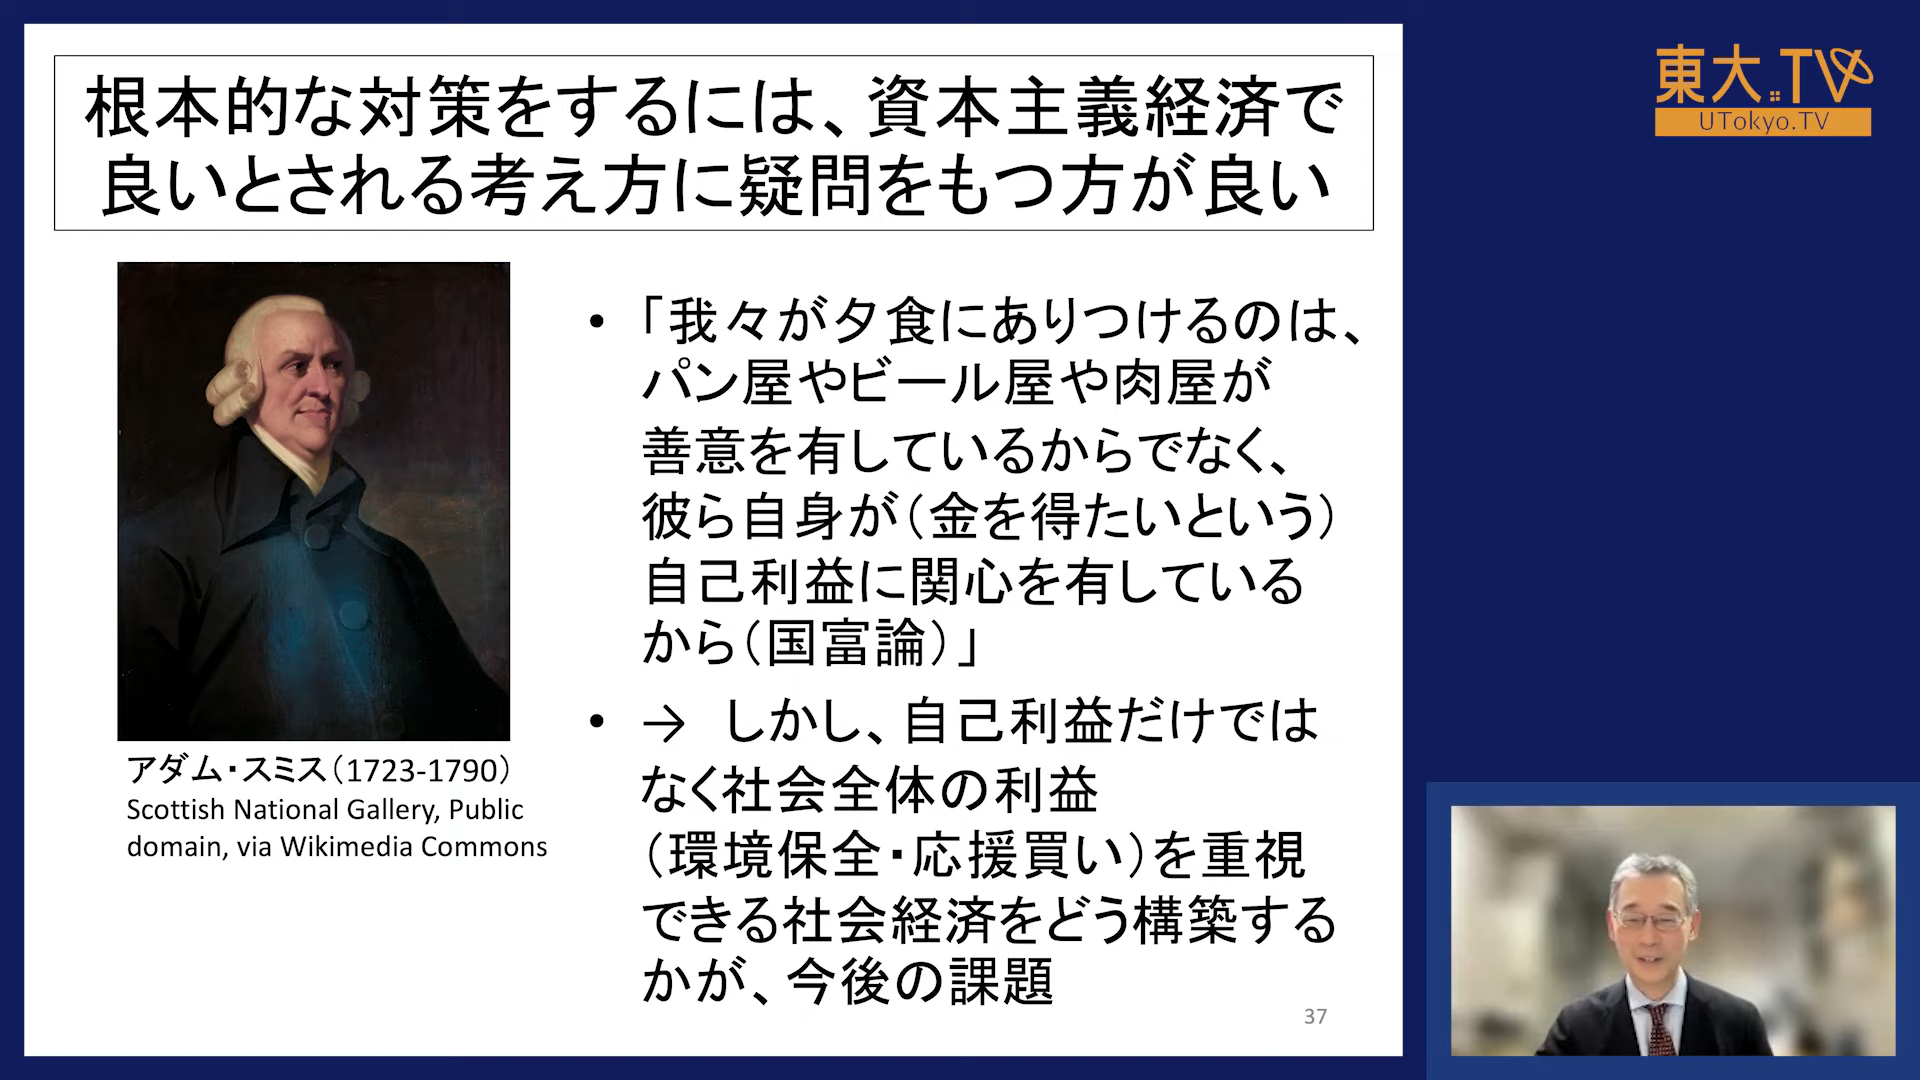 根本的な対策をするには、資本主義経済で
良いとされる考え方に疑問をもつ方が良い
アダム・スミス（1723-1790）
Scottish National Gallery, Public
domain, via Wikimedia Commons
• 「我々が夕食にありつけるのは、
パン屋やビール屋や肉屋が
善意を有しているからでなく、
彼ら自身が（金を得たいという）
自己利益に関心を有している
から（国富論）」
• → しかし、自己利益だけでは
なく社会全体の利益
（環境保全・応援買い）を重視
できる社会経済をどう構築する
かが、今後の課題
37
東大TV
UTokyo.TV